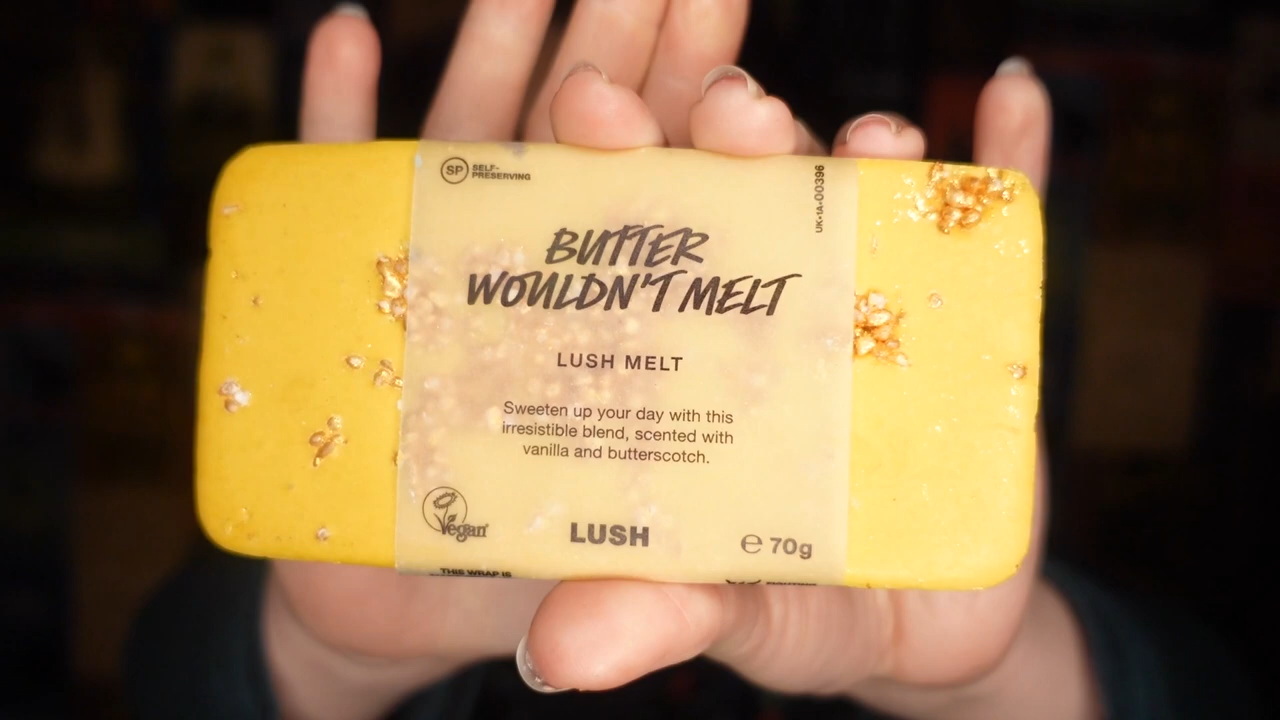 SP SELF-
PRESERVING
UK-1A-00396
BUTTER
WOULDN'T MELT
LUSH MELT
Sweeten up your day with this
irresistible blend, scented with
vanilla and butterscotch.
Vegan
LUSH
℮ 70g
THIS WRAP IS